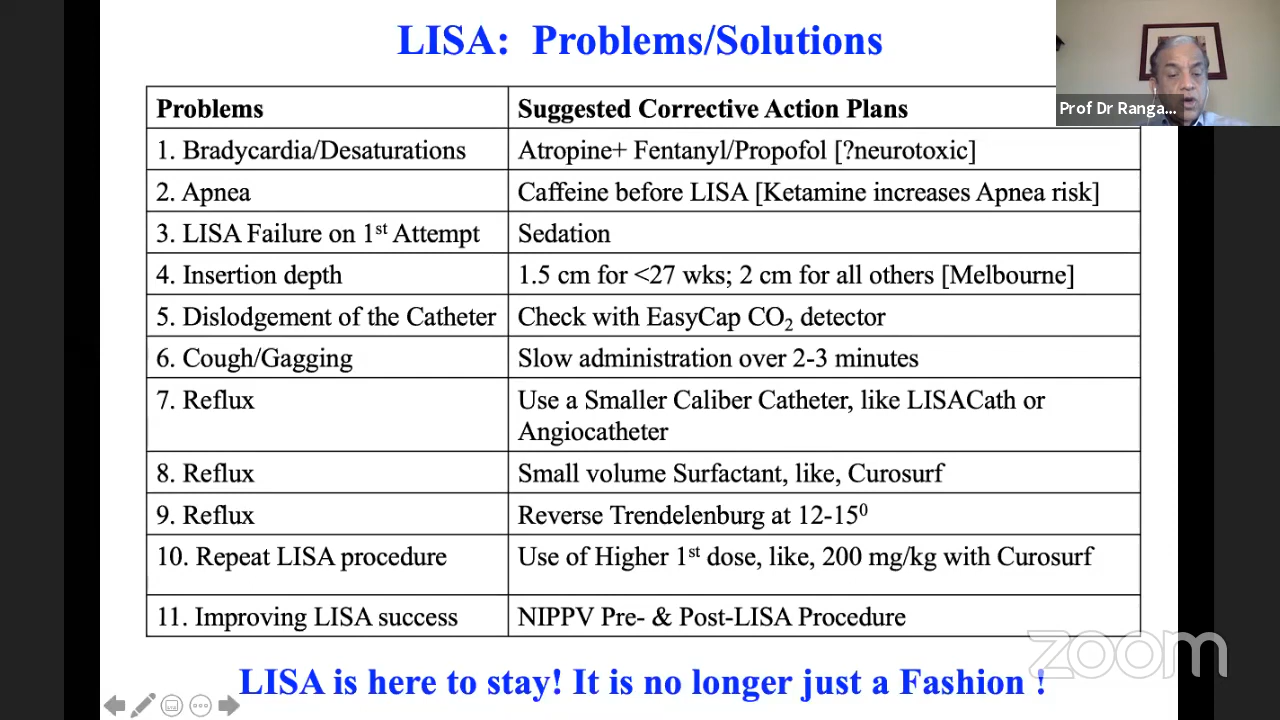 LISA: Problems/Solutions
Prof Dr Ranga...
Problems Suggested Corrective Action Plans
1. Bradycardia/Desaturations Atropine+ Fentanyl/Propofol [?neurotoxic]
2. Apnea Caffeine before LISA [Ketamine increases Apnea risk]
3. LISA Failure on 1st Attempt Sedation
4. Insertion depth 1.5 cm for <27 wks; 2 cm for all others [Melbourne]
5. Dislodgement of the Catheter Check with EasyCap CO₂ detector
6. Cough/Gagging Slow administration over 2-3 minutes
7. Reflux Use a Smaller Caliber Catheter, like LISACath or
Angiocatheter
8. Reflux Small volume Surfactant, like, Curosurf
9. Reflux Reverse Trendelenburg at 12-15⁰
10. Repeat LISA procedure Use of Higher 1st dose, like, 200 mg/kg with Curosurf
11. Improving LISA success NIPPV Pre- & Post-LISA Procedure
LISA is here to stay! It is no longer just a Fashion !
zoom